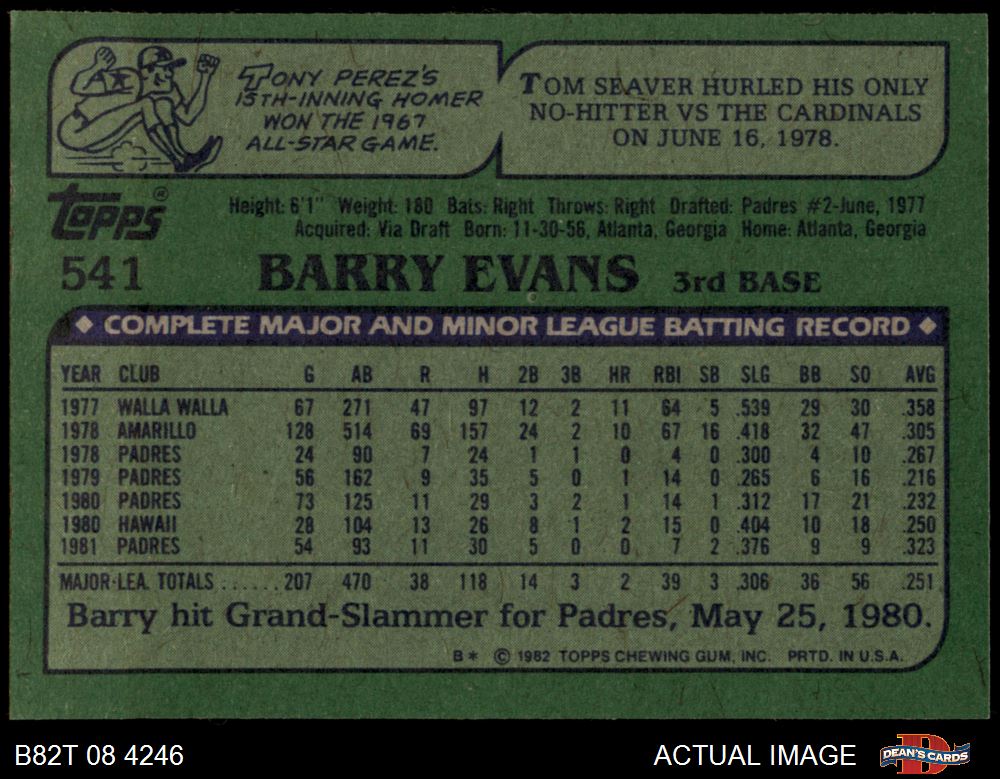 TONY PEREZ'S
15TH-INNING HOMER
WON THE 1967
ALL-STAR GAME.
TOM SEAVER HURLED HIS ONLY
NO-HITTER VS THE CARDINALS
ON JUNE 16, 1978.
TOPPS®
Height: 6'1" Weight: 180 Bats: Right Throws: Right Drafted: Padres #2-June, 1977
Acquired: Via Draft Born: 11-30-56, Atlanta, Georgia Home: Atlanta, Georgia
541 BARRY EVANS 3rd BASE
◆ COMPLETE MAJOR AND MINOR LEAGUE BATTING RECORD ◆
YEAR CLUB G AB R H 2B 3B HR RBI SB SLG BB SO AVG
1977 WALLA WALLA 67 271 47 97 12 2 11 64 5 .539 29 30 .358
1978 AMARILLO 128 514 69 157 24 2 10 67 16 .418 32 47 .305
1978 PADRES 24 90 7 24 1 1 0 4 0 .300 4 10 .267
1979 PADRES 56 162 9 35 5 0 1 14 0 .265 6 16 .216
1980 PADRES 73 125 11 29 3 2 1 14 1 .312 17 21 .232
1980 HAWAII 28 104 13 26 8 1 2 15 0 .404 10 18 .250
1981 PADRES 54 93 11 30 5 0 0 7 2 .376 9 9 .323
MAJOR-LEA. TOTALS ...... 207 470 38 118 14 3 2 39 3 .306 36 56 .251
Barry hit Grand-Slammer for Padres, May 25, 1980.
B* © 1982 TOPPS CHEWING GUM, INC. PRTD. IN U.S.A.
B82T 08 4246 ACTUAL IMAGE D DEAN'S CARDS